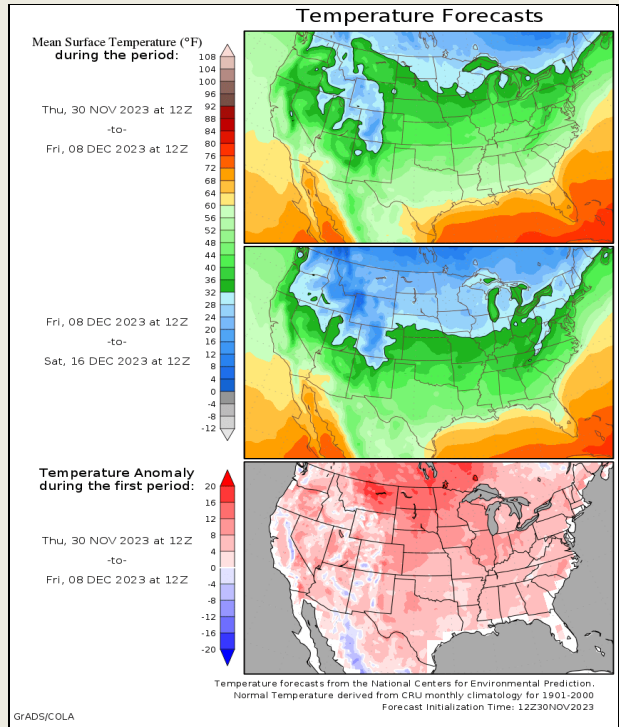 Temperature Forecasts
Mean Surface Temperature (°F)
during the period:
Thu, 30 NOV 2023 at 12Z
-to-
Fri, 08 DEC 2023 at 12Z
108
104
100
96
92
88
84
80
76
72
68
64
60
56
52
48
44
40
36
32
28
24
20
16
12
8
4
0
-4
-8
-12
Fri, 08 DEC 2023 at 12Z
-to-
Sat, 16 DEC 2023 at 12Z
Temperature Anomaly
during the first period:
Thu, 30 NOV 2023 at 12Z
-to-
Fri, 08 DEC 2023 at 12Z
20
16
12
8
4
0
-4
-8
-12
-16
-20
Temperature forecasts from the National Centers for Environmental Prediction.
Normal Temperature derived from CRU monthly climatology for 1901-2000
Forecast Initialization Time: 12Z30NOV2023
GrADS/COLA